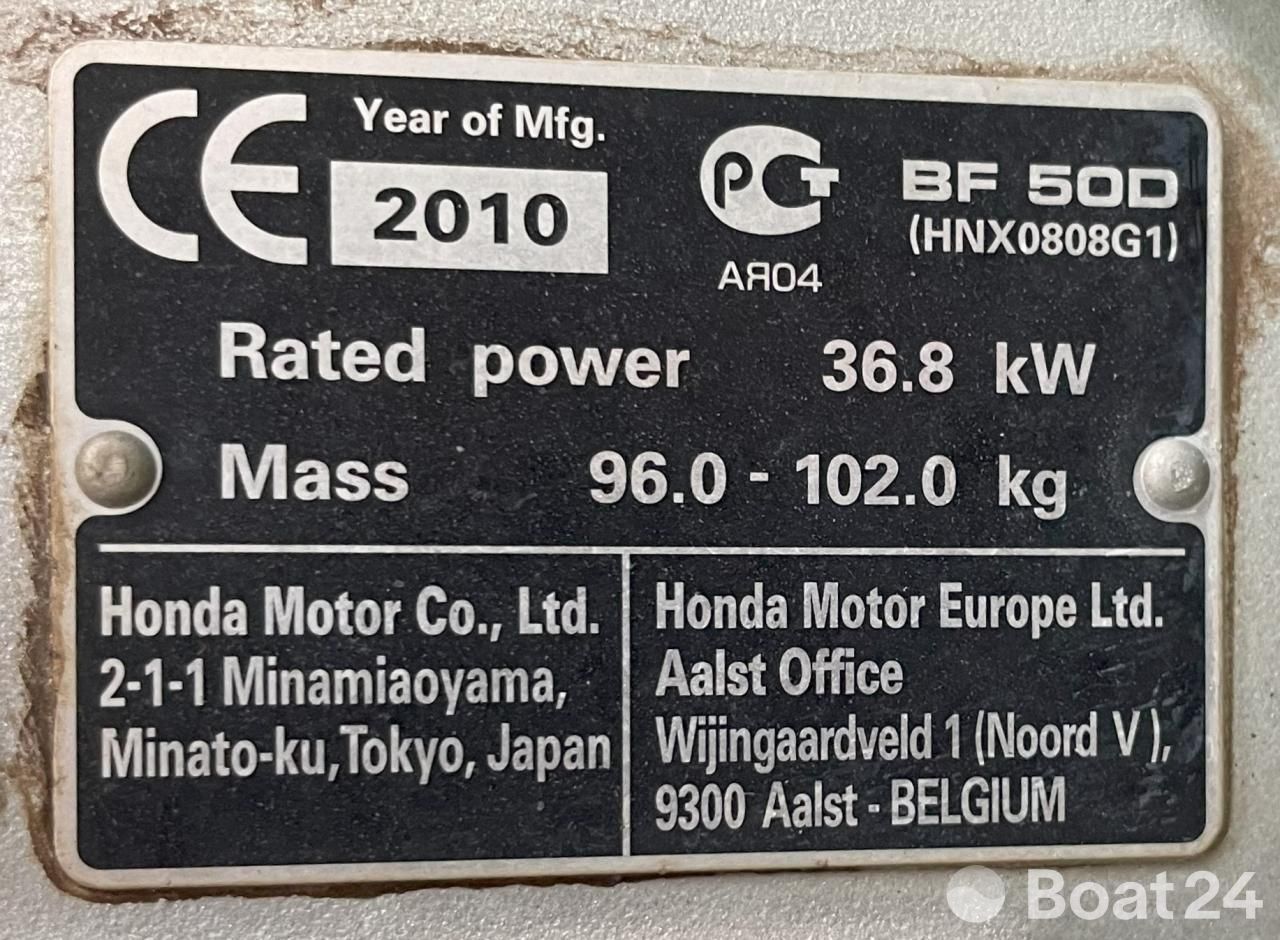 CE
Year of Mfg.
2010
РСТ
АЯ04
BF 50D
(HNX0808G1)
Rated power 36.8 kW
Mass 96.0 - 102.0 kg
Honda Motor Co., Ltd.
2-1-1 Minamiaoyama,
Minato-ku, Tokyo, Japan
Honda Motor Europe Ltd.
Aalst Office
Wijingaardveld 1 (Noord V),
9300 Aalst - BELGIUM
Boat24